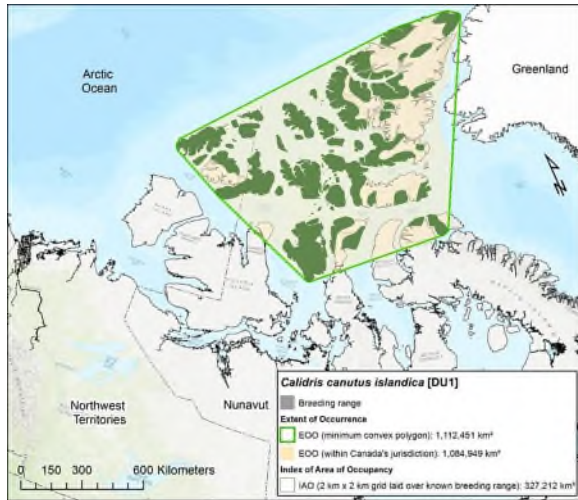 Arctic
Ocean
Greenland
N
Northwest
Territories
Nunavut
0 150 300 600 Kilometers
Calidris canutus islandica [DU1]
Breeding range
Extent of Occurrence
EOO (minimum convex polygon): 1,112,451 km²
EOO (within Canada's jurisdiction): 1,084,949 km²
Index of Area of Occupancy
IAO (2 km x 2 km grid laid over known breeding range): 327,212 km²